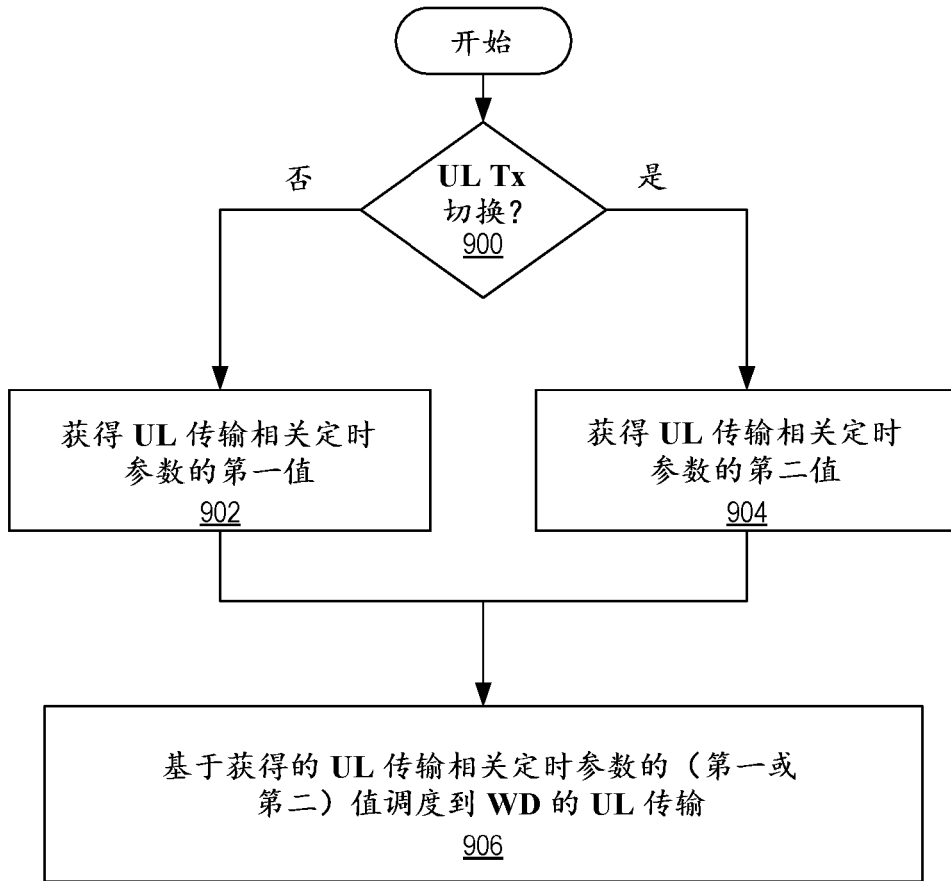 开始
否
UL Tx
切换?
900
是
获得 UL 传输相关定时
参数的第一值
902
获得 UL 传输相关定时
参数的第二值
904
基于获得的 UL 传输相关定时参数的（第一或
第二）值调度到 WD 的 UL 传输
906